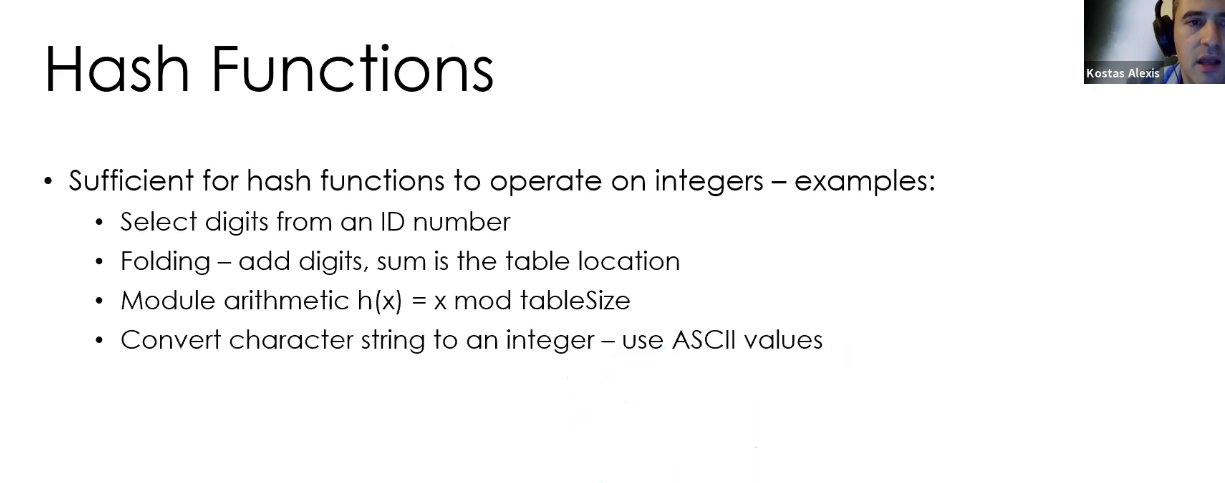 Hash Functions
Kostas Alexis
• Sufficient for hash functions to operate on integers – examples:
• Select digits from an ID number
• Folding – add digits, sum is the table location
• Module arithmetic h(x) = x mod tableSize
• Convert character string to an integer – use ASCII values